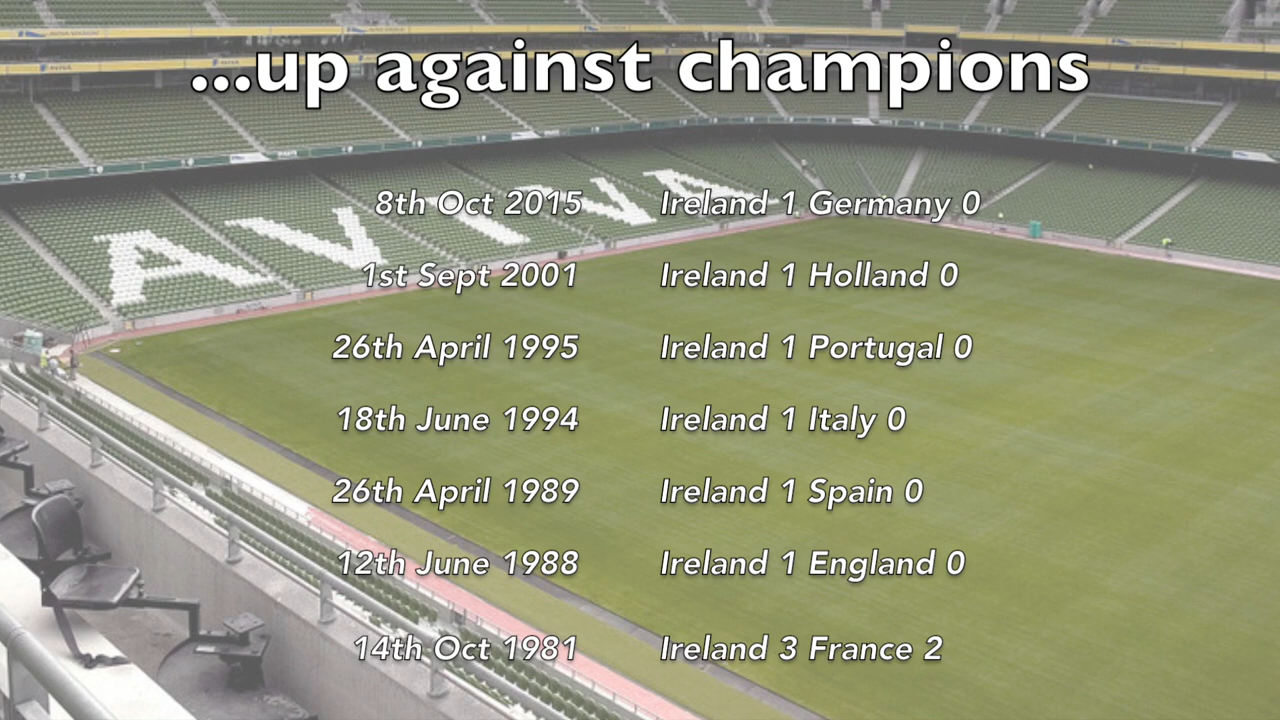 ...up against champions
8th Oct 2015 Ireland 1 Germany 0
1st Sept 2001 Ireland 1 Holland 0
26th April 1995 Ireland 1 Portugal 0
18th June 1994 Ireland 1 Italy 0
26th April 1989 Ireland 1 Spain 0
12th June 1988 Ireland 1 England 0
14th Oct 1981 Ireland 3 France 2
AVIVA